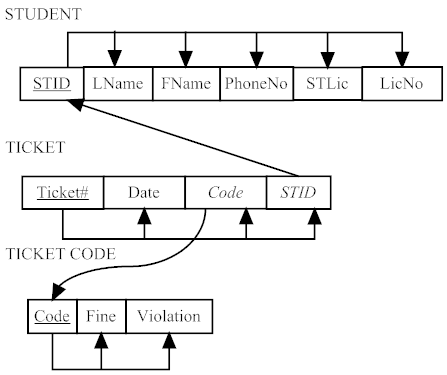 STUDENT
STID LName FName PhoneNo STLic LicNo
TICKET
Ticket# Date Code STID
TICKET CODE
Code Fine Violation